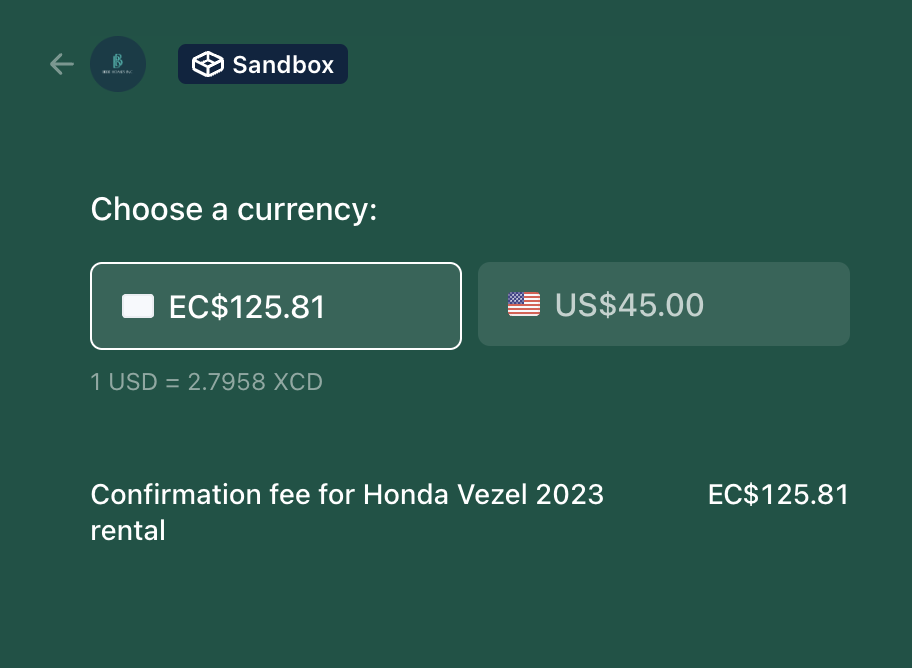 Sandbox
Choose a currency:
EC$125.81
US$45.00
1 USD = 2.7958 XCD
Confirmation fee for Honda Vezel 2023
EC$125.81
rental